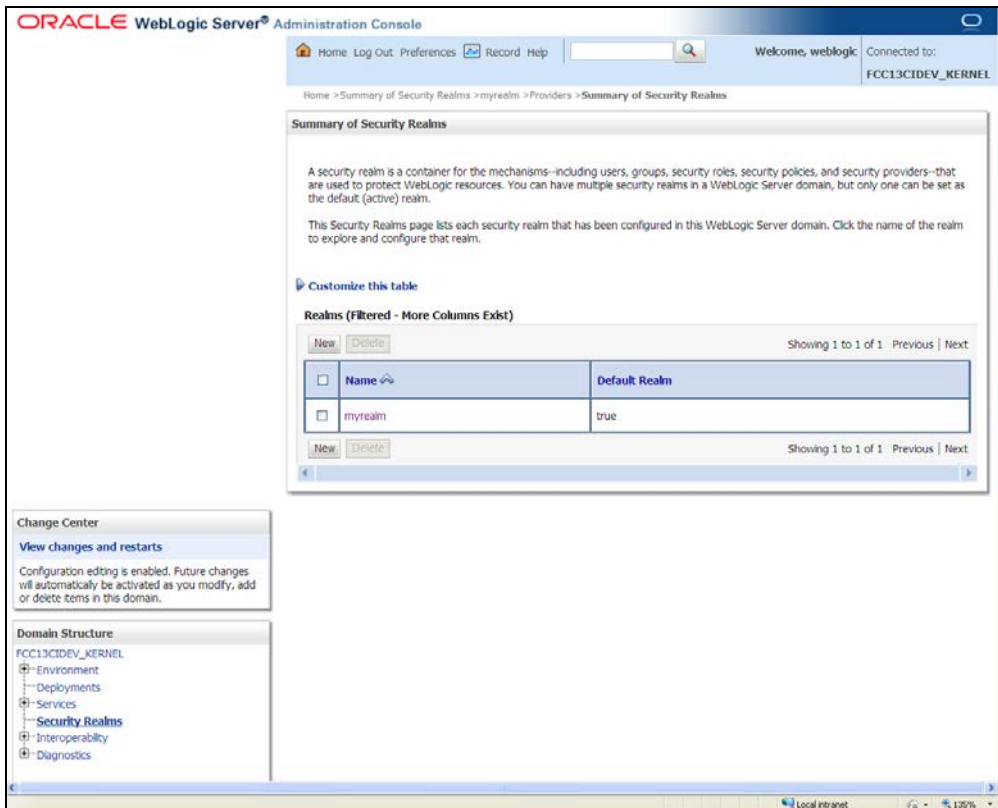 ORACLE WebLogic Server® Administration Console
Home Log Out Preferences Record Help
Welcome, weblogic
Connected to:
FCC13CIDEV_KERNEL
Home >Summary of Security Realms >myrealm >Providers >Summary of Security Realms
Summary of Security Realms
A security realm is a container for the mechanisms--including users, groups, security roles, security policies, and security providers--that
are used to protect WebLogic resources. You can have multiple security realms in a WebLogic Server domain, but only one can be set as
the default (active) realm.
This Security Realms page lists each security realm that has been configured in this WebLogic Server domain. Click the name of the realm
to explore and configure that realm.
Customize this table
Realms (Filtered - More Columns Exist)
New Delete Showing 1 to 1 of 1 Previous | Next
Name Default Realm
myrealm true
New Delete Showing 1 to 1 of 1 Previous | Next
Change Center
View changes and restarts
Configuration editing is enabled. Future changes
will automatically be activated as you modify, add
or delete items in this domain.
Domain Structure
FCC13CIDEV_KERNEL
Environment
Deployments
Services
Security Realms
Interoperability
Diagnostics
Local intranet 135%